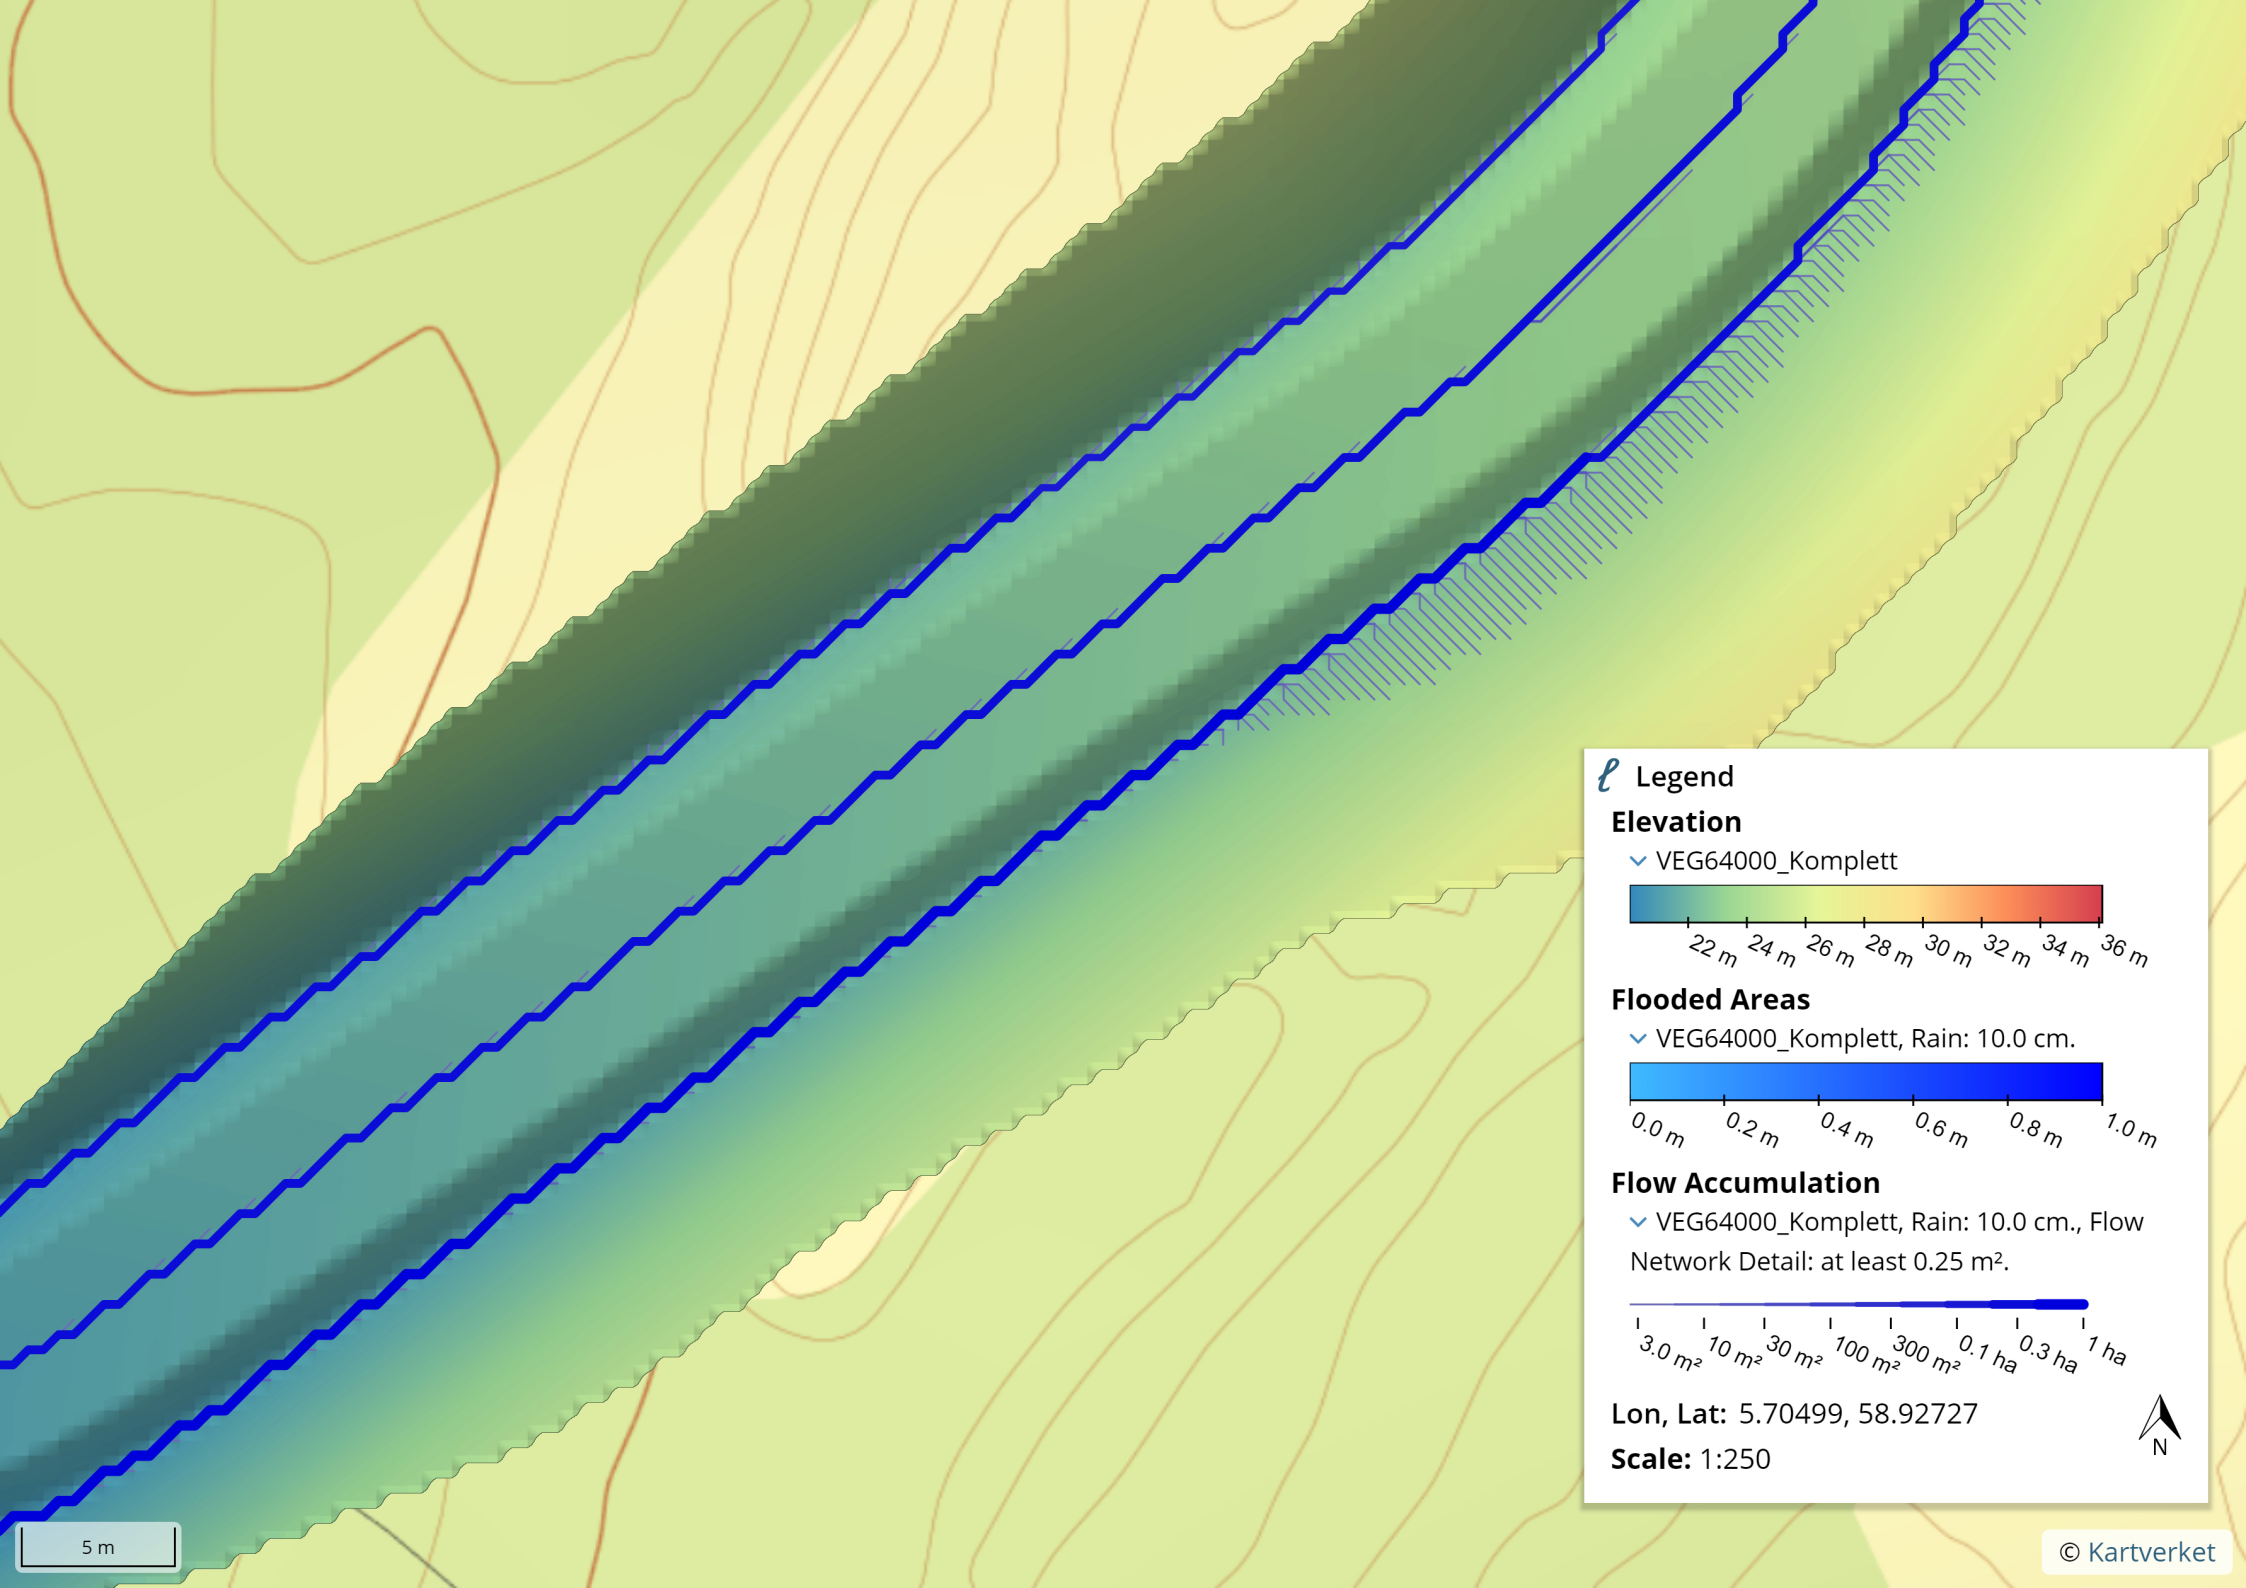 ℓ Legend
Elevation
VEG64000_Komplett
22 m 24 m 26 m 28 m 30 m 32 m 34 m 36 m
Flooded Areas
VEG64000_Komplett, Rain: 10.0 cm.
0.0 m 0.2 m 0.4 m 0.6 m 0.8 m 1.0 m
Flow Accumulation
VEG64000_Komplett, Rain: 10.0 cm., Flow
Network Detail: at least 0.25 m².
3.0 m² 10 m² 30 m² 100 m² 300 m² 0.1 ha 0.3 ha 1 ha
Lon, Lat: 5.70499, 58.92727
N
Scale: 1:250
5 m
© Kartverket